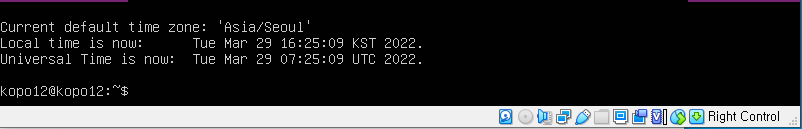 Current default time zone: 'Asia/Seoul'
Local time is now:      Tue Mar 29 16:25:09 KST 2022.
Universal Time is now:  Tue Mar 29 07:25:09 UTC 2022.
kopo12@kopo12:~$
Right Control